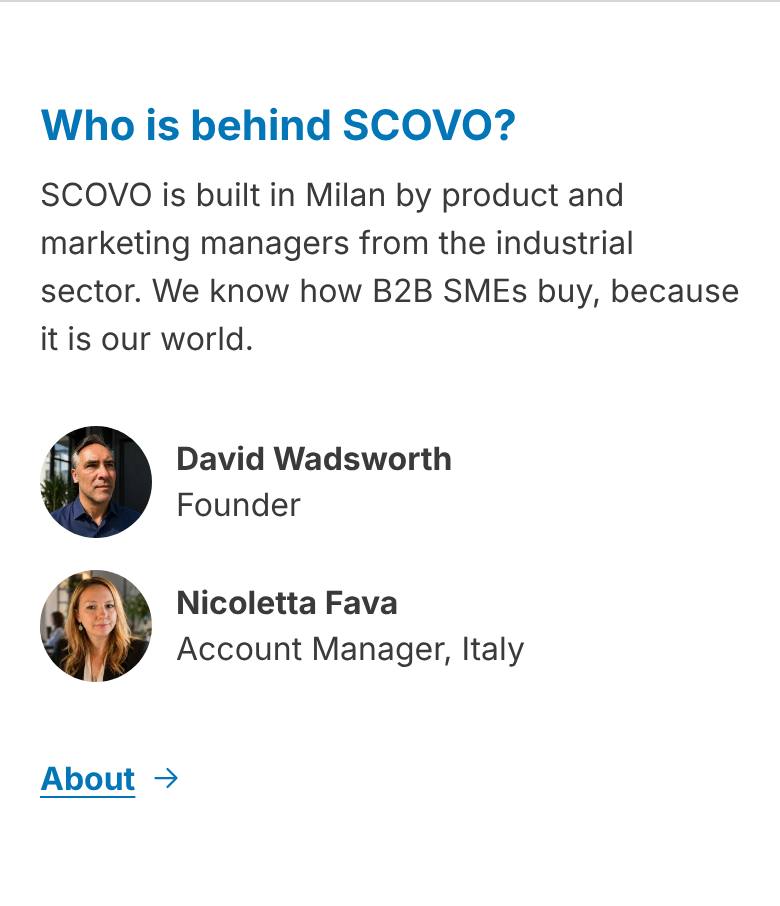 Who is behind SCOVO?
SCOVO is built in Milan by product and
marketing managers from the industrial
sector. We know how B2B SMEs buy, because
it is our world.
David Wadsworth
Founder
Nicoletta Fava
Account Manager, Italy
About →